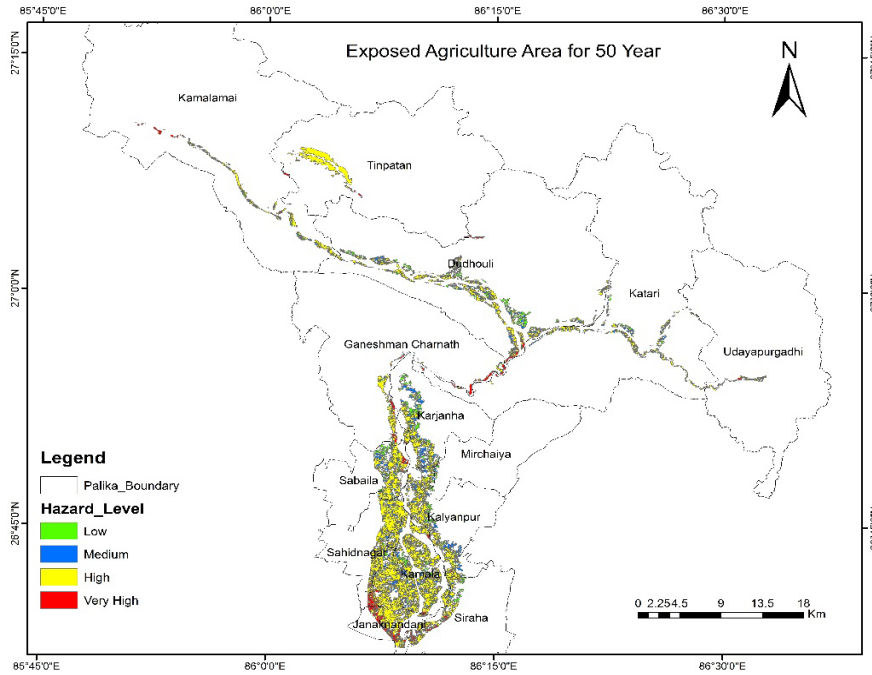 85°45'0"E 86°0'0"E 86°15'0"E 86°30'0"E
Exposed Agriculture Area for 50 Year
N
27°15'0"N
Kamalamai
Tinpatan
Dudhouli
27°0'0"N
Katari
Ganeshman Charnath
Udayapurgadhi
Karjanha
Mirchaiya
Legend
Palika_Boundary
Sabaila
Hazard_Level
Low
Medium
High
Very High
26°45'0"N
Kalyanpur
Sahidnagar
Kamala
Siraha
Janaknandani
0 2.25 4.5 9 13.5 18
Km
85°45'0"E 86°0'0"E 86°15'0"E 86°30'0"E